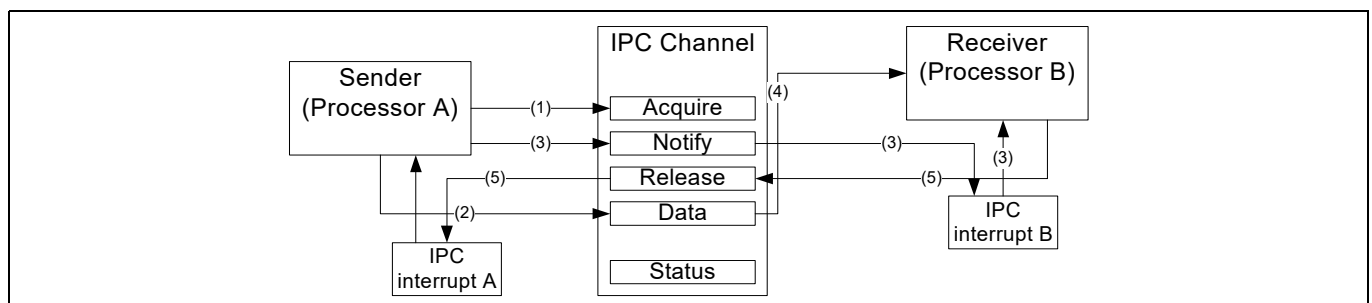 Sender
(Processor A)
IPC Channel
Receiver
(Processor B)
(1)
Acquire
(4)
(3)
Notify
(3)
(3)
(5)
Release
(5)
(2)
Data
IPC
interrupt A
IPC
interrupt B
Status